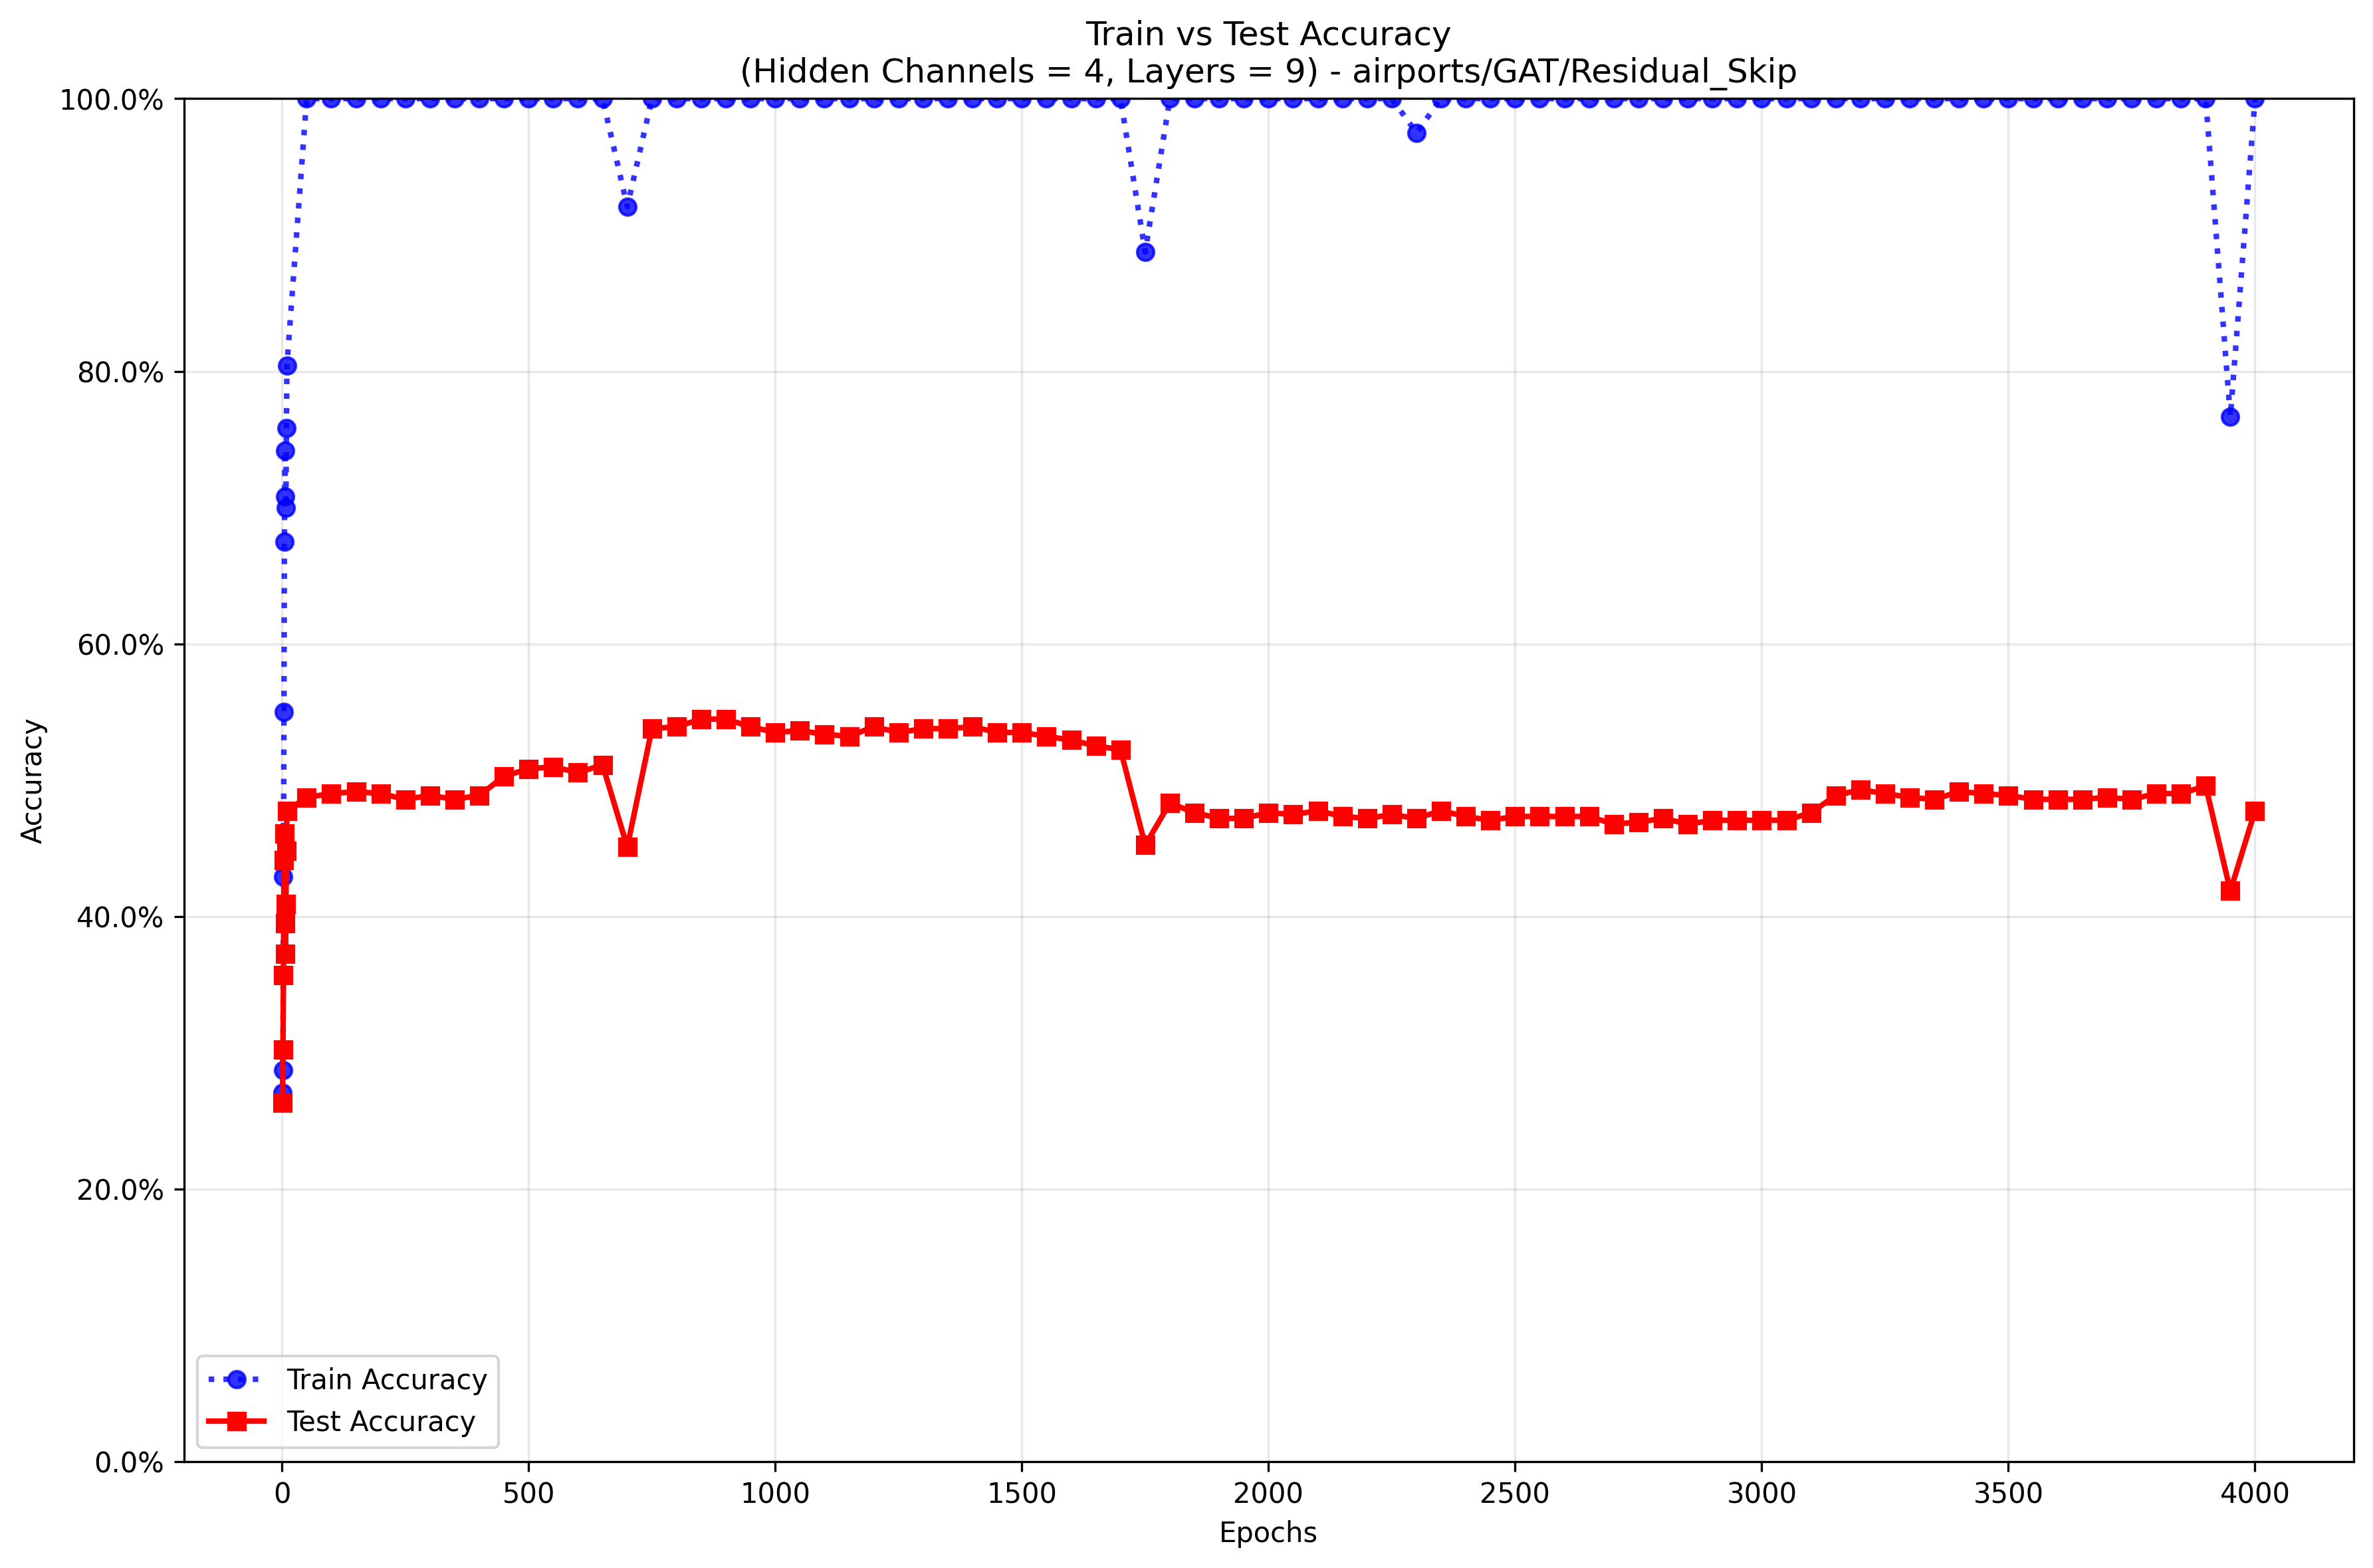 Train vs Test Accuracy
(Hidden Channels = 4, Layers = 9) - airports/GAT/Residual_Skip
100.0%
80.0%
60.0%
40.0%
20.0%
0.0%
Accuracy
Train Accuracy
Test Accuracy
0 500 1000 1500 2000 2500 3000 3500 4000
Epochs